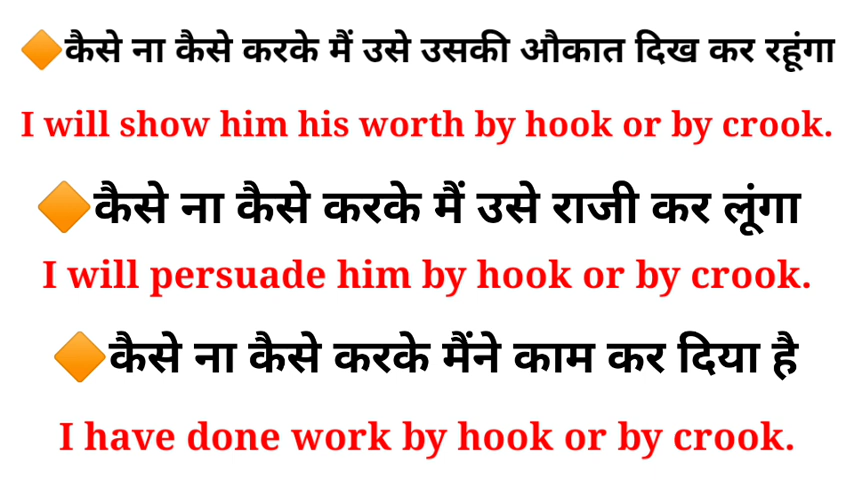 🔶कैसे ना कैसे करके मैं उसे उसकी औकात दिख कर रहूंगा
I will show him his worth by hook or by crook.
🔶कैसे ना कैसे करके मैं उसे राजी कर लूंगा
I will persuade him by hook or by crook.
🔶कैसे ना कैसे करके मैंने काम कर दिया है
I have done work by hook or by crook.